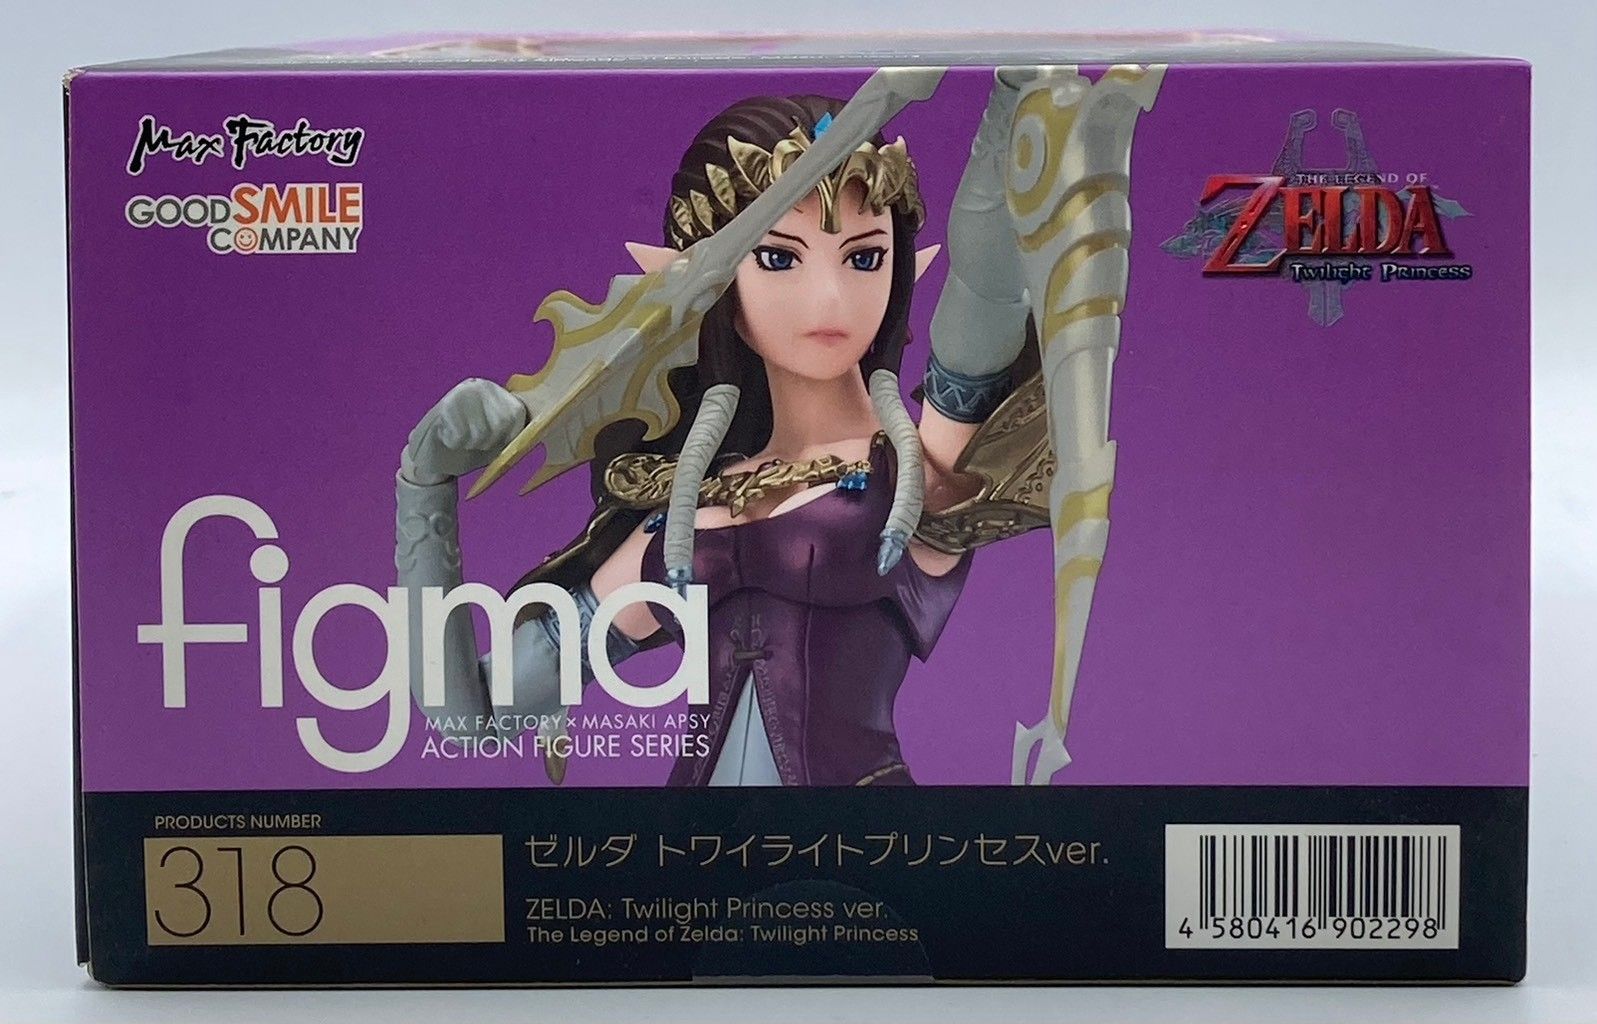 Max Factory
GOOD SMILE
COMPANY
THE LEGEND OF
ZELDA
Twilight Princess
figma
MAX FACTORY × MASAKI APSY
ACTION FIGURE SERIES
PRODUCTS NUMBER
318
ゼルダ トワイライトプリンセスver.
ZELDA: Twilight Princess ver.
The Legend of Zelda: Twilight Princess
4 580416 902298